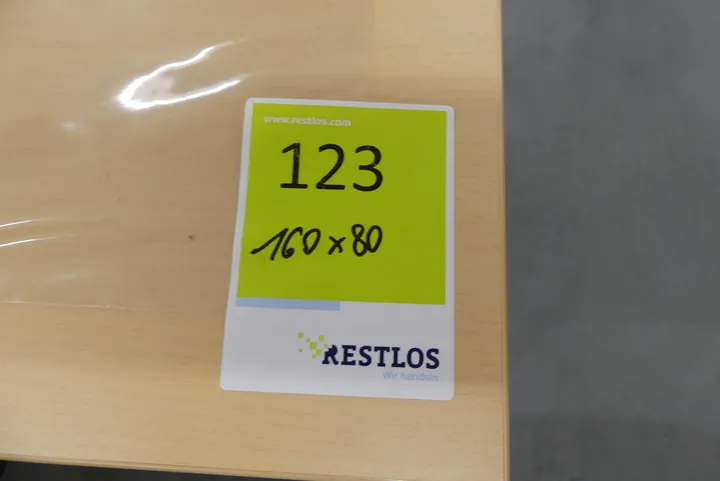 www.restlos.com
123
160 x 80
RESTLOS
Wir handeln.